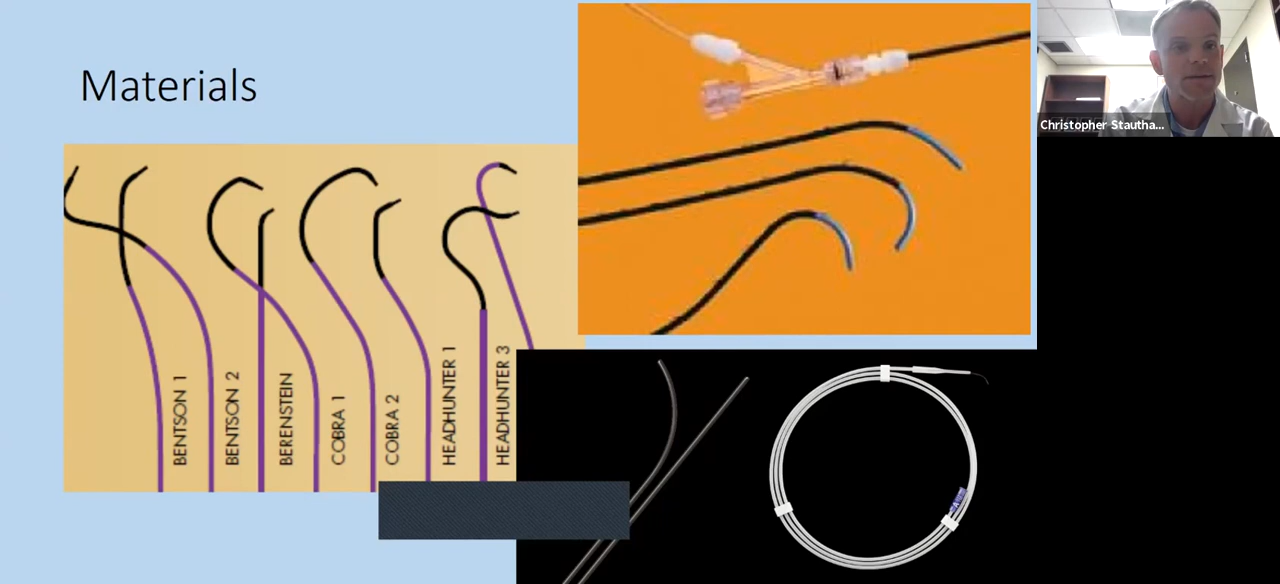 Materials
Christopher Stautha...
BENTSON 1
BENTSON 2
BERENSTEIN
COBRA 1
COBRA 2
HEADHUNTER 1
HEADHUNTER 3